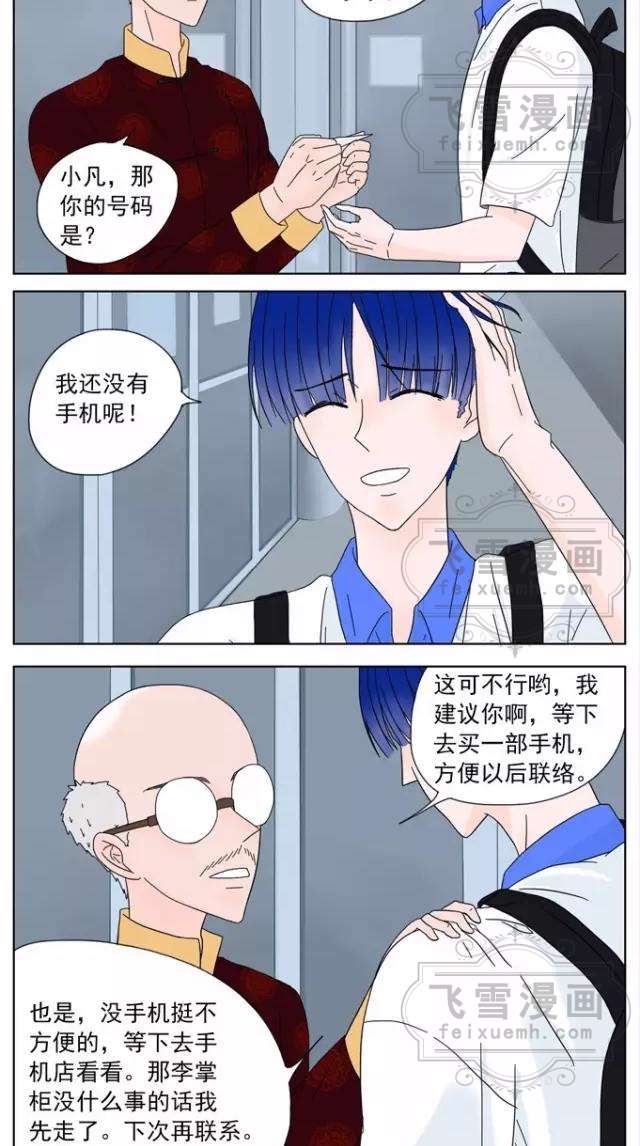 飞雪漫画
feixuemh.com
小凡，那
你的号码
是？
我还没有
手机呢！
飞雪漫画
feixuemh.com
这可不行哟，我
建议你啊，等下
去买一部手机，
方便以后联络。
飞雪漫画
feixuemh.com
也是，没手机挺不
方便的，等下去手
机店看看。那李掌
柜没什么事的话我
先走了。下次再联系。